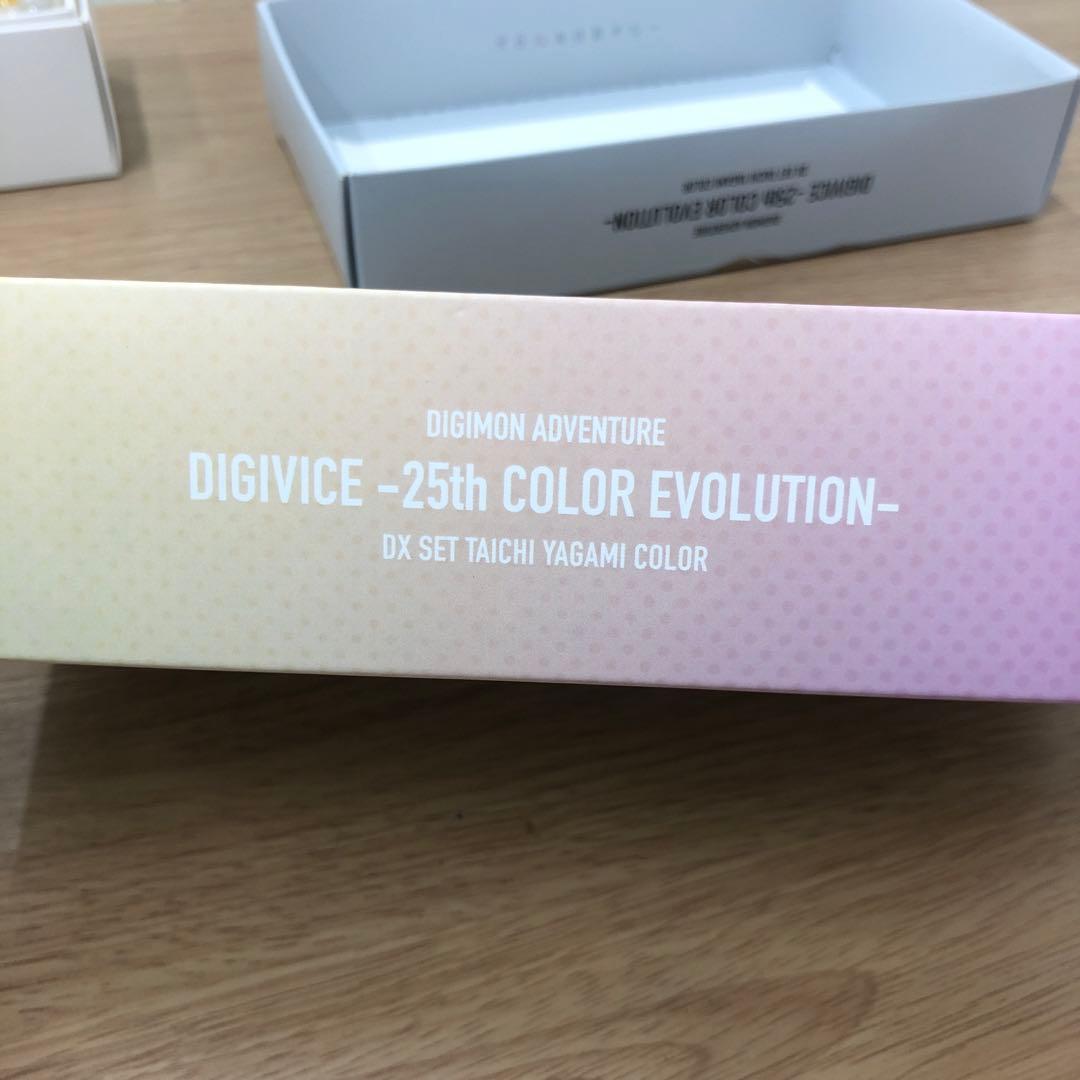 DIGIVICE -25th COLOR EVOLUTION-
DIGIMON ADVENTURE
DIGIVICE -25th COLOR EVOLUTION-
DX SET TAICHI YAGAMI COLOR